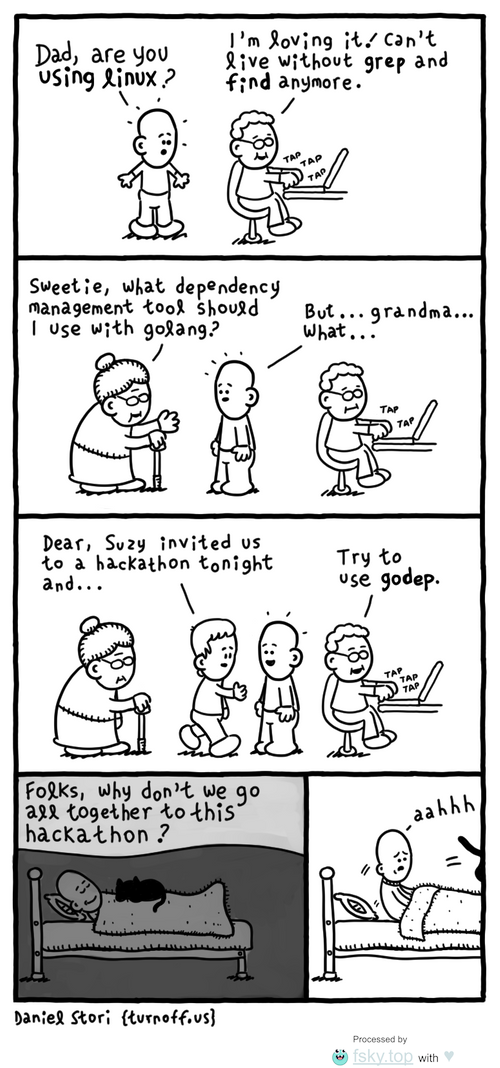 Dad, are you
using linux?
I'm loving it! Can't
live without grep and
find anymore.
TAP
TAP
TAP
Sweetie, what dependency
management tool should
I use with golang?
But... grandma...
What...
TAP
TAP
Dear, Suzy invited us
to a hackathon tonight
and...
Try to
use godep.
TAP
TAP
TAP
Folks, why don't we go
all together to this
hackathon?
aahhh
Daniel Stori {turnoff.us}
Processed by
fsky.top with ♥